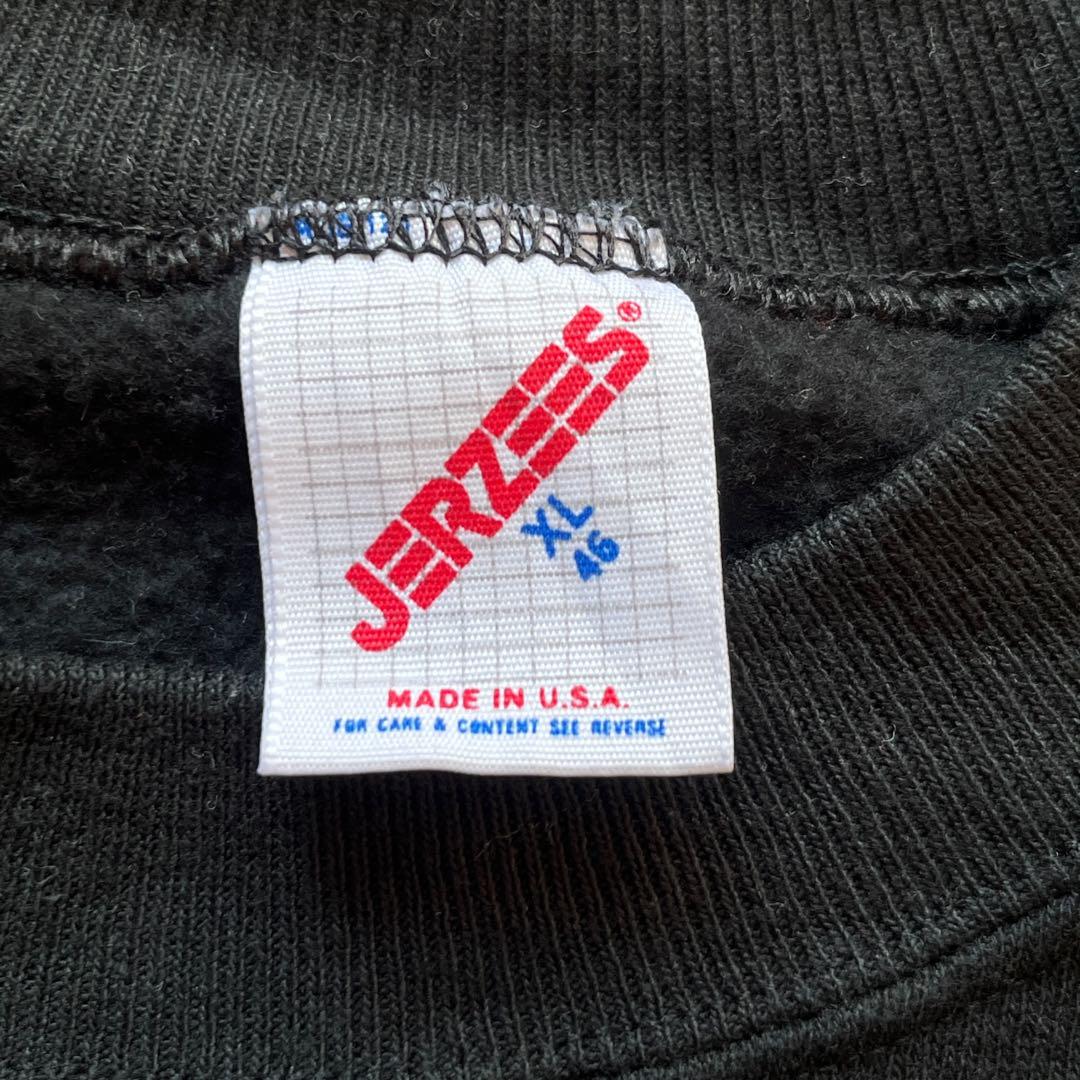 JERZEES®
XL
46
MADE IN U.S.A.
FOR CARE & CONTENT SEE REVERSE